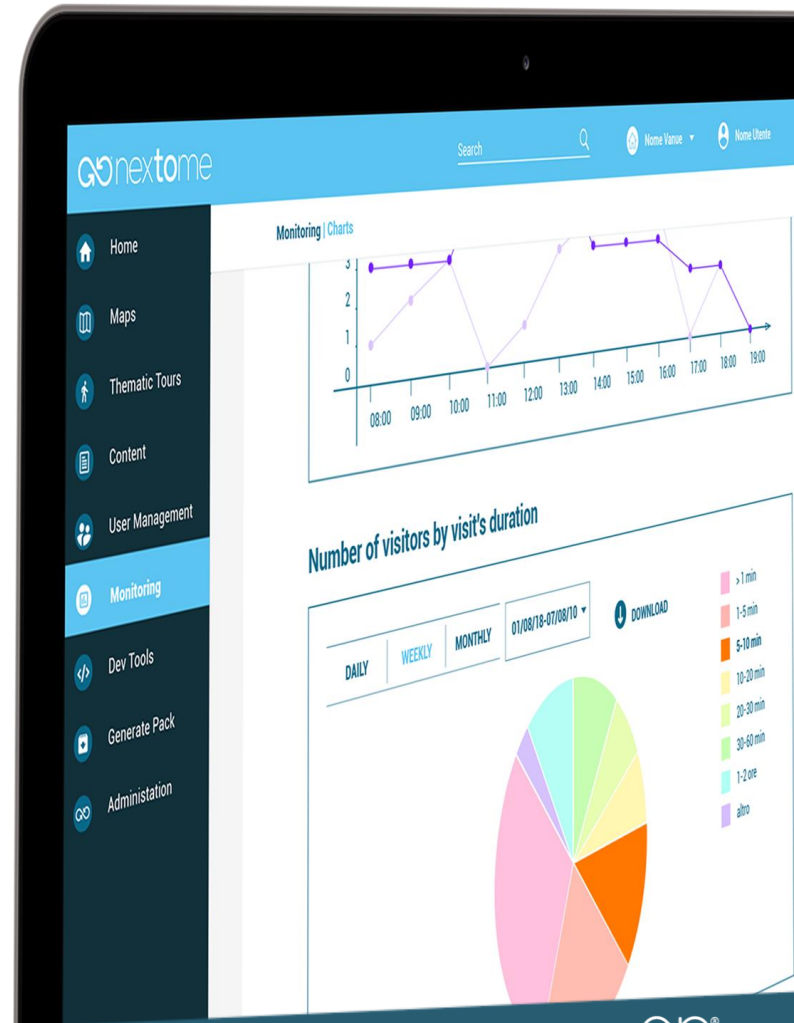 nextome
Search
Nome Vanue
Nome Utente
Home
Maps
Thematic Tours
Content
User Management
Monitoring
Dev Tools
Generate Pack
Administation
Monitoring | Charts
3
2
1
0
08:00 09:00 10:00 11:00 12:00 13:00 14:00 15:00 16:00 17:00 18:00 19:00
Number of visitors by visit's duration
DAILY WEEKLY MONTHLY 01/08/18-07/08/10 DOWNLOAD
> 1 min
1-5 min
5-10 min
10-20 min
20-30 min
30-60 min
1-2 ore
altro
®